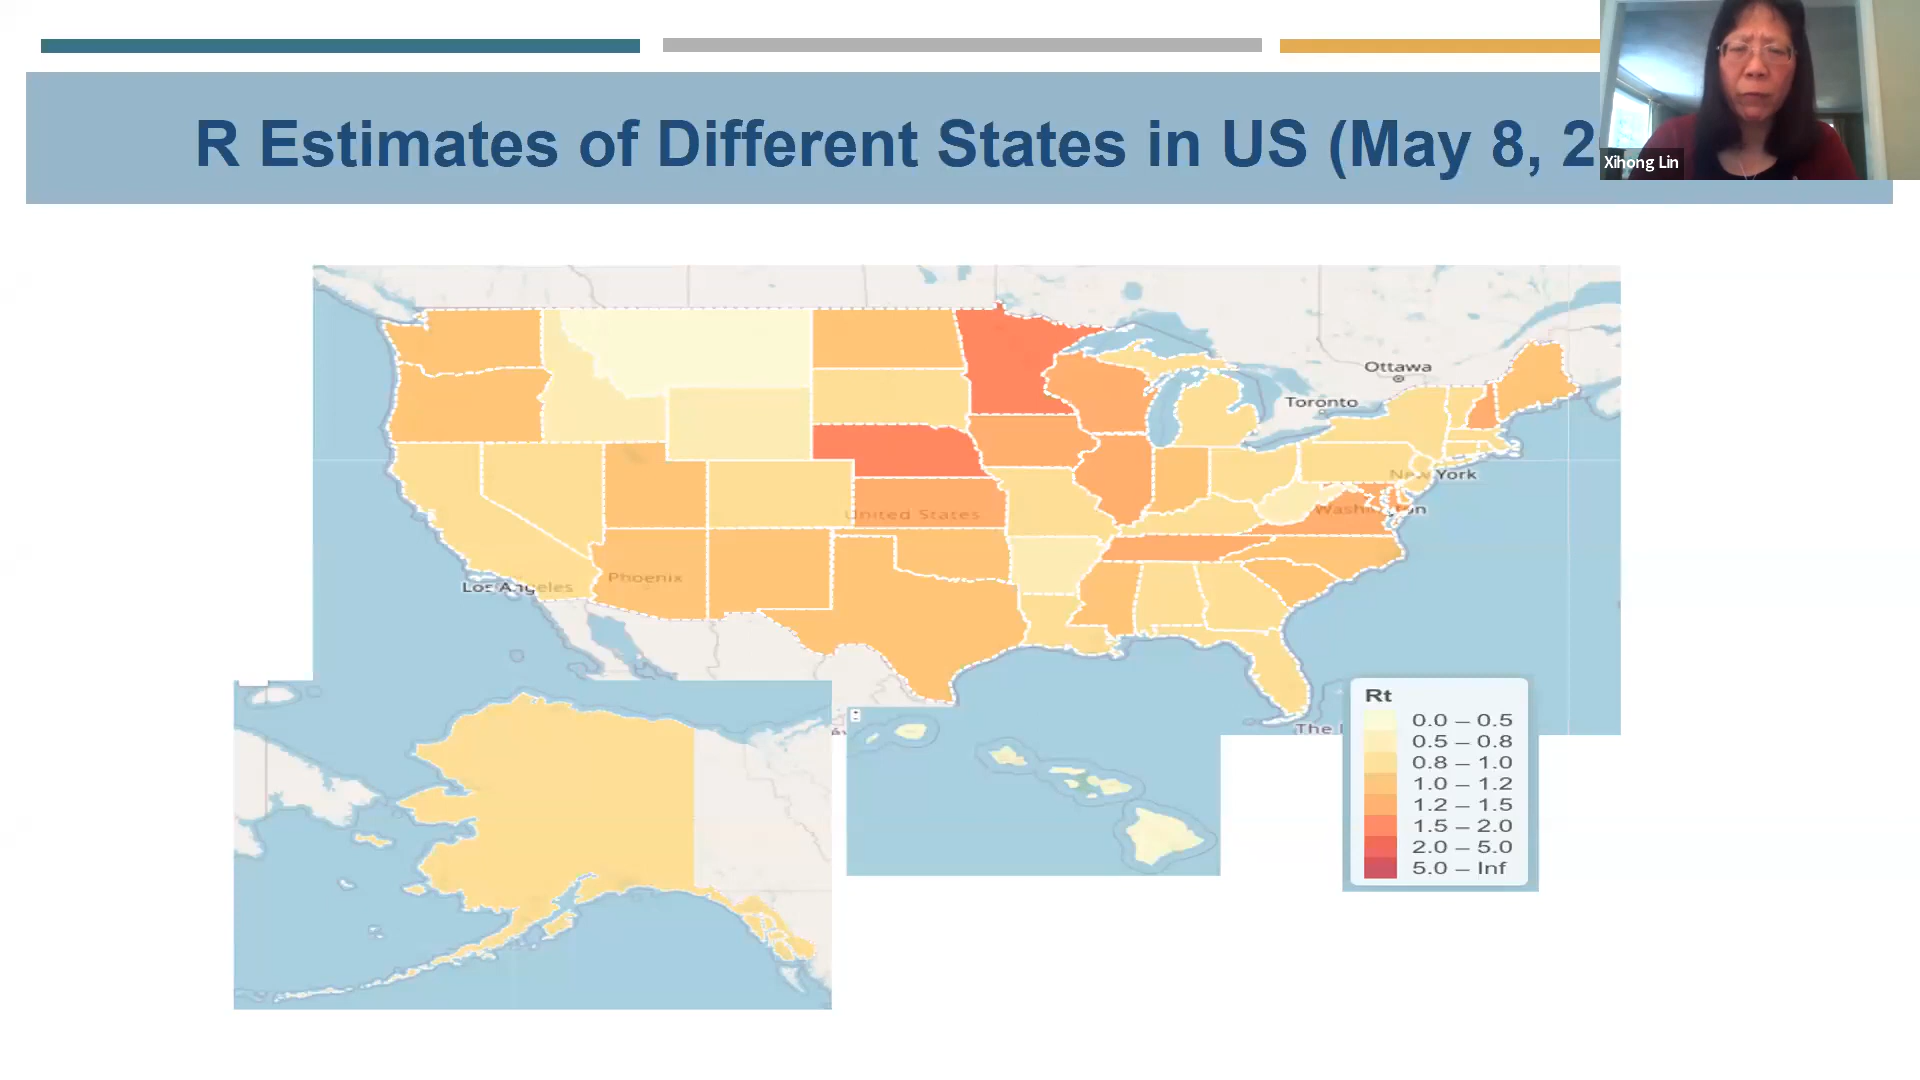 R Estimates of Different States in US (May 8, 2
Xihong Lin
Ottawa
Toronto
New York
United States
Washington
Los Angeles
Phoenix
The
Rt
0.0 – 0.5
0.5 – 0.8
0.8 – 1.0
1.0 – 1.2
1.2 – 1.5
1.5 – 2.0
2.0 – 5.0
5.0 – Inf